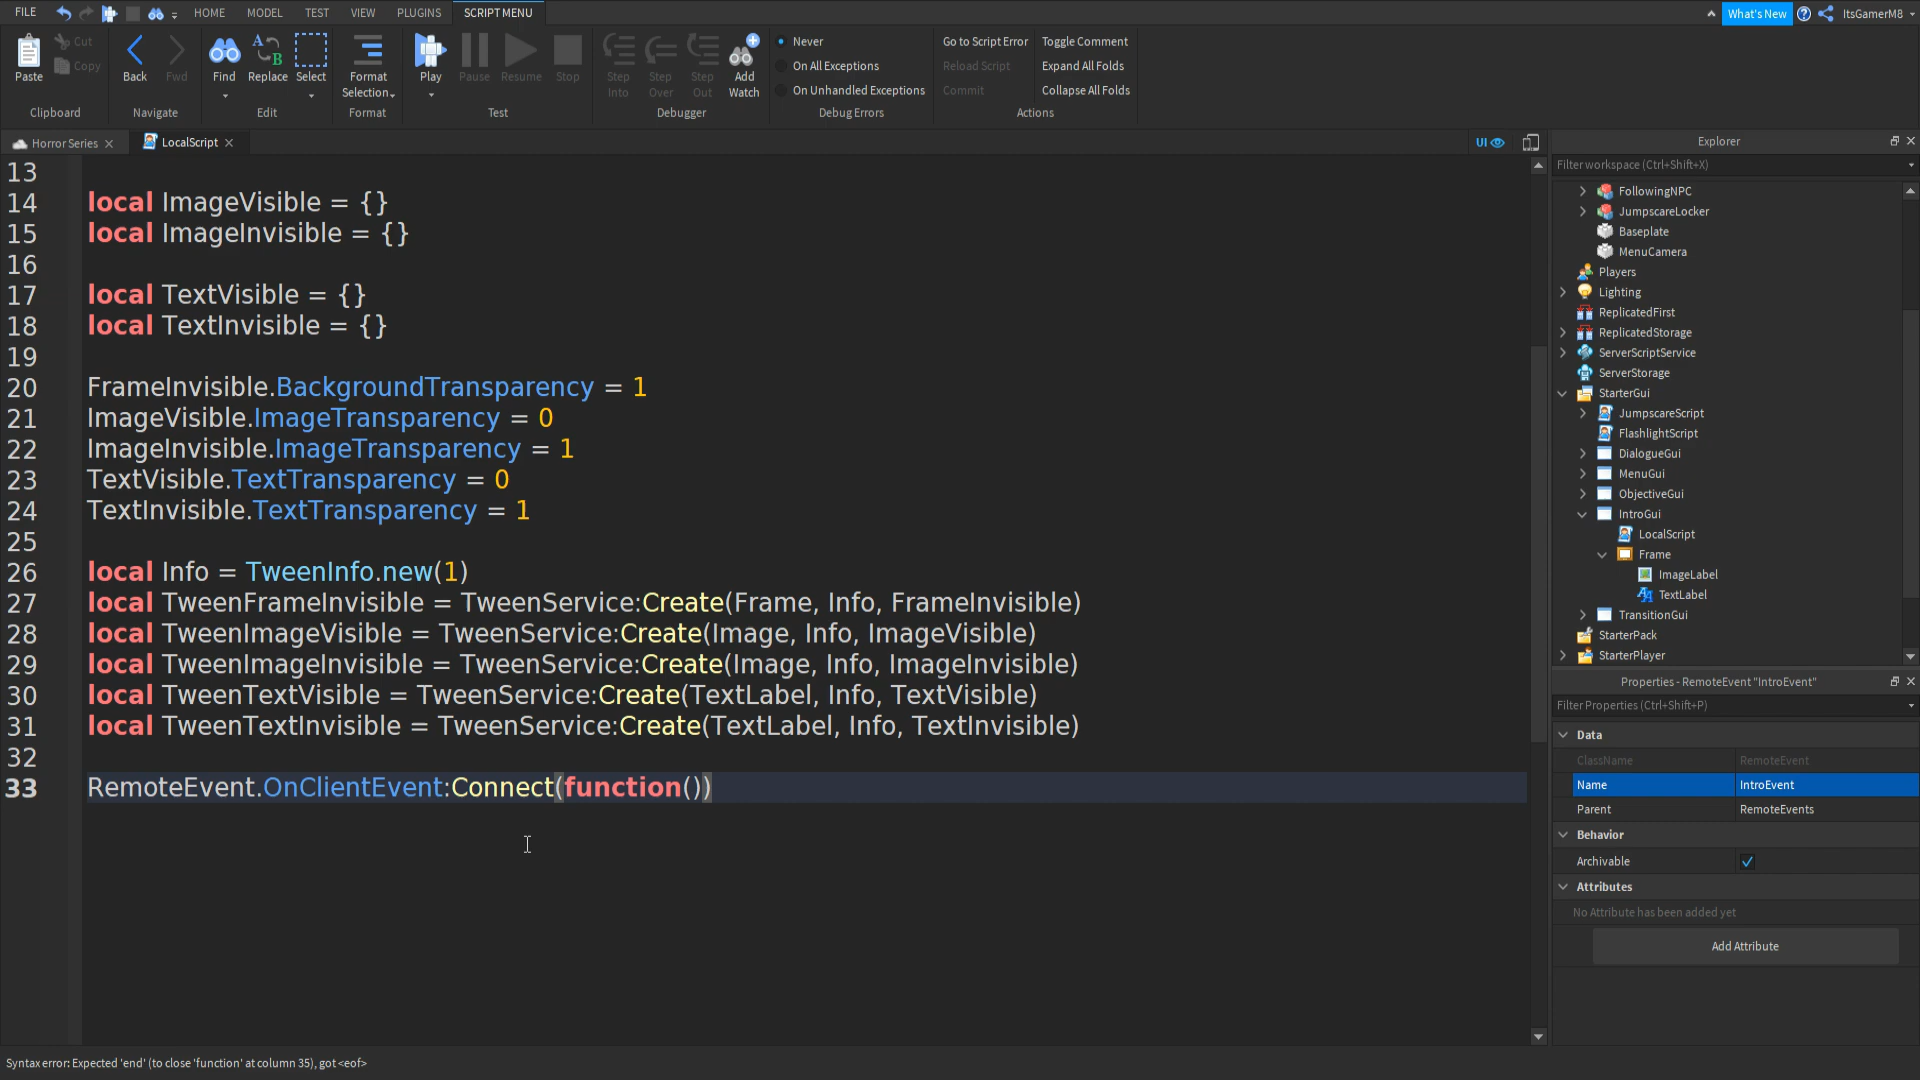 FILE HOME MODEL TEST VIEW PLUGINS SCRIPT MENU What's New ItsGamerM8
Paste Cut Copy Back Fwd Find Replace Select Format Selection Play Pause Resume Stop Step Into Step Over Step Out Add Watch
Never Go to Script Error Toggle Comment
On All Exceptions Reload Script Expand All Folds
On Unhandled Exceptions Commit Collapse All Folds
Clipboard Navigate Edit Format Test Debugger Debug Errors Actions
Horror Series LocalScript UI
13
14 local ImageVisible = {}
15 local ImageInvisible = {}
16
17 local TextVisible = {}
18 local TextInvisible = {}
19
20 FrameInvisible.BackgroundTransparency = 1
21 ImageVisible.ImageTransparency = 0
22 ImageInvisible.ImageTransparency = 1
23 TextVisible.TextTransparency = 0
24 TextInvisible.TextTransparency = 1
25
26 local Info = TweenInfo.new(1)
27 local TweenFrameInvisible = TweenService:Create(Frame, Info, FrameInvisible)
28 local TweenImageVisible = TweenService:Create(Image, Info, ImageVisible)
29 local TweenImageInvisible = TweenService:Create(Image, Info, ImageInvisible)
30 local TweenTextVisible = TweenService:Create(TextLabel, Info, TextVisible)
31 local TweenTextInvisible = TweenService:Create(TextLabel, Info, TextInvisible)
32
33 RemoteEvent.OnClientEvent:Connect(function())
Explorer
Filter workspace (Ctrl+Shift+X)
FollowingNPC
JumpscareLocker
Baseplate
MenuCamera
Players
Lighting
ReplicatedFirst
ReplicatedStorage
ServerScriptService
ServerStorage
StarterGui
JumpscareScript
FlashlightScript
DialogueGui
MenuGui
ObjectiveGui
IntroGui
LocalScript
Frame
ImageLabel
TextLabel
TransitionGui
StarterPack
StarterPlayer
Properties - RemoteEvent "IntroEvent"
Filter Properties (Ctrl+Shift+P)
Data
ClassName RemoteEvent
Name IntroEvent
Parent RemoteEvents
Behavior
Archivable
Attributes
No Attribute has been added yet
Add Attribute
Syntax error: Expected 'end' (to close 'function' at column 35), got <eof>